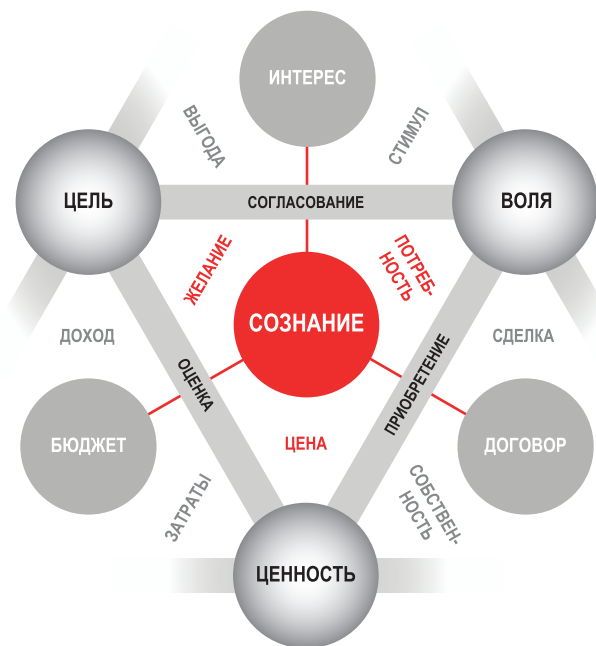 ИНТЕРЕС
ВЫГОДА
СТИМУЛ
ЦЕЛЬ
СОГЛАСОВАНИЕ
ВОЛЯ
ЖЕЛАНИЕ
ПОТРЕБ-
НОСТЬ
СОЗНАНИЕ
ДОХОД
СДЕЛКА
ОЦЕНКА
ПРИОБРЕТЕНИЕ
БЮДЖЕТ
ЦЕНА
ДОГОВОР
ЗАТРАТЫ
СОБСТВЕН-
НОСТЬ
ЦЕННОСТЬ